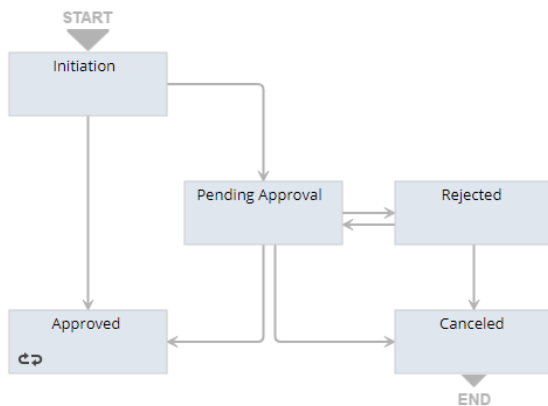 START
Initiation
Pending Approval
Rejected
Approved
Canceled
END